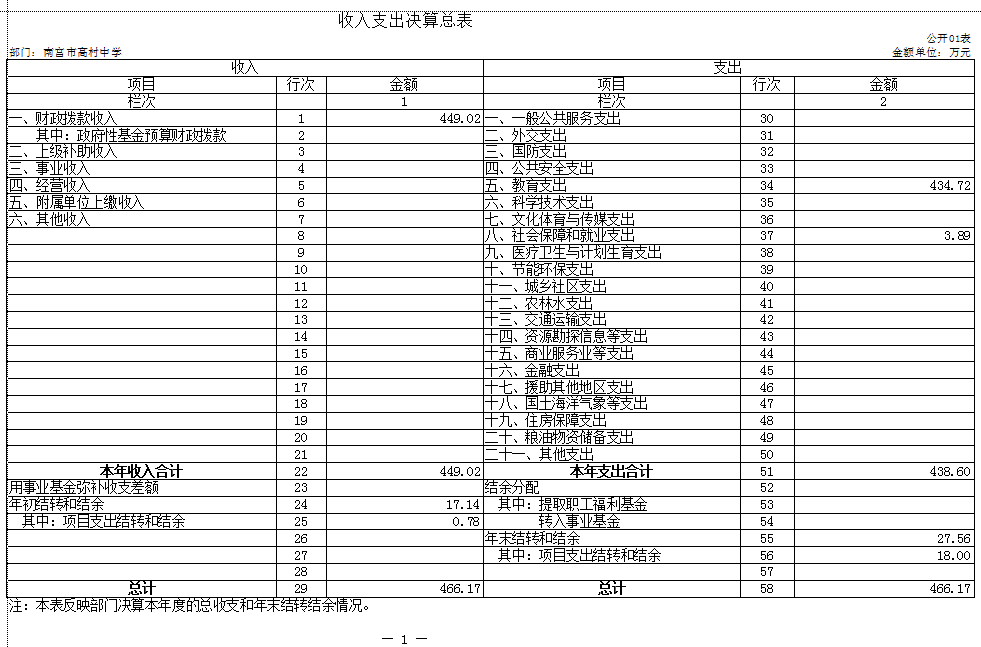 收入支出决算总表
公开01表
部门：南宫市高村中学 金额单位：万元
收入 支出
项目 行次 金额 项目 行次 金额
栏次 1 栏次 2
一、财政拨款收入 1 449.02 一、一般公共服务支出 30
其中：政府性基金预算财政拨款 2 二、外交支出 31
二、上级补助收入 3 三、国防支出 32
三、事业收入 4 四、公共安全支出 33
四、经营收入 5 五、教育支出 34 434.72
五、附属单位上缴收入 6 六、科学技术支出 35
六、其他收入 7 七、文化体育与传媒支出 36
8 八、社会保障和就业支出 37 3.89
9 九、医疗卫生与计划生育支出 38
10 十、节能环保支出 39
11 十一、城乡社区支出 40
12 十二、农林水支出 41
13 十三、交通运输支出 42
14 十四、资源勘探信息等支出 43
15 十五、商业服务业等支出 44
16 十六、金融支出 45
17 十七、援助其他地区支出 46
18 十八、国土海洋气象等支出 47
19 十九、住房保障支出 48
20 二十、粮油物资储备支出 49
21 二十一、其他支出 50
本年收入合计 22 449.02 本年支出合计 51 438.60
用事业基金弥补收支差额 23 结余分配 52
年初结转和结余 24 17.14 其中：提取职工福利基金 53
其中：项目支出结转和结余 25 0.78 转入事业基金 54
26 年末结转和结余 55 27.56
27 其中：项目支出结转和结余 56 18.00
28 57
总计 29 466.17 总计 58 466.17
注：本表反映部门决算本年度的总收支和年末结转结余情况。
— 1 —